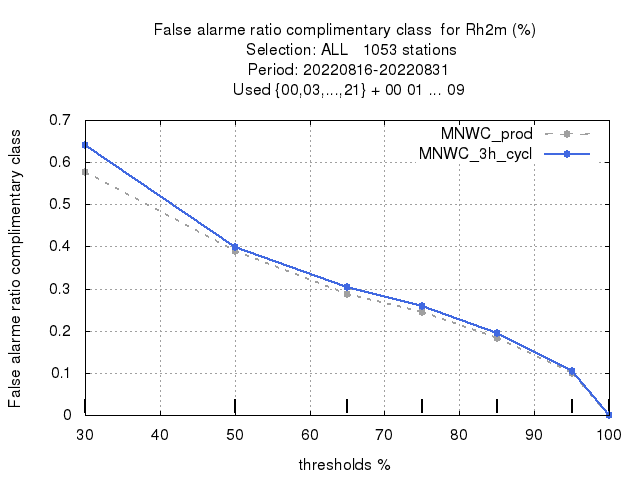 False alarme ratio complimentary class  for Rh2m (%)
Selection: ALL   1053 stations
Period: 20220816-20220831
Used {00,03,...,21} + 00 01 ... 09
False alarme ratio complimentary class
0.7
0.6
0.5
0.4
0.3
0.2
0.1
0
MNWC_prod
MNWC_3h_cycl
30 40 50 60 70 80 90 100
thresholds %